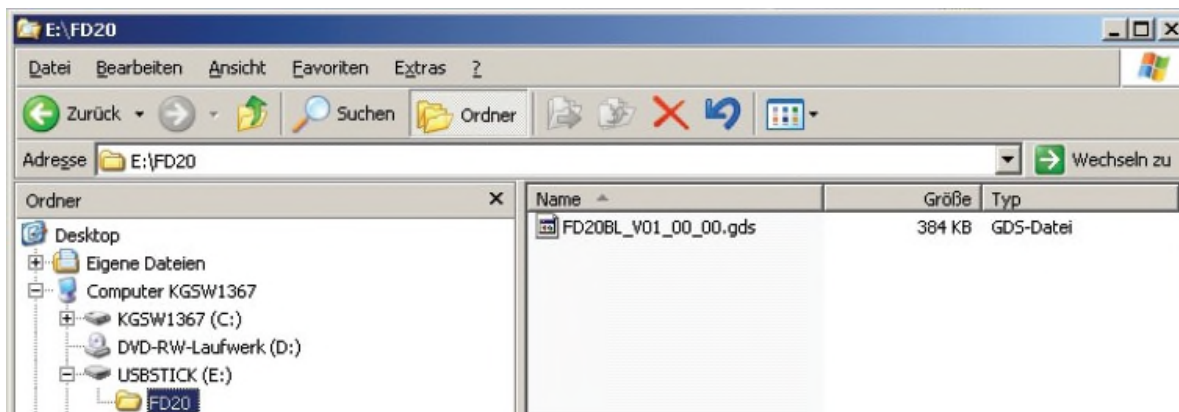 E:\FD20
Datei Bearbeiten Ansicht Favoriten Extras ?
Zurück Suchen Ordner
Adresse E:\FD20 Wechseln zu
Ordner
Name Größe Typ
FD20BL_V01_00_00.gds 384 KB GDS-Datei
Desktop
Eigene Dateien
Computer KGSW1367
KGSW1367 (C:)
DVD-RW-Laufwerk (D:)
USBSTICK (E:)
FD20